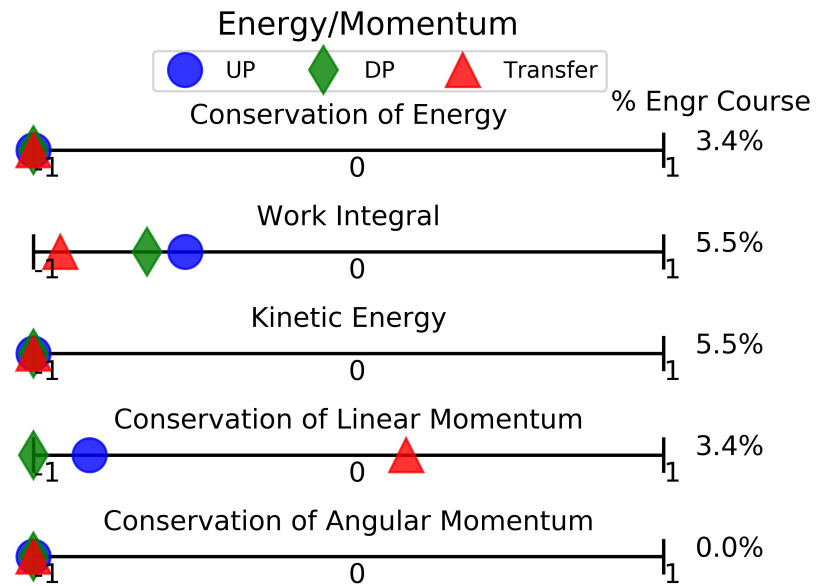 Energy/Momentum
UP DP Transfer
% Engr Course
Conservation of Energy
3.4%
-1 0 1
Work Integral
5.5%
-1 0 1
Kinetic Energy
5.5%
-1 0 1
Conservation of Linear Momentum
3.4%
-1 0 1
Conservation of Angular Momentum
0.0%
-1 0 1